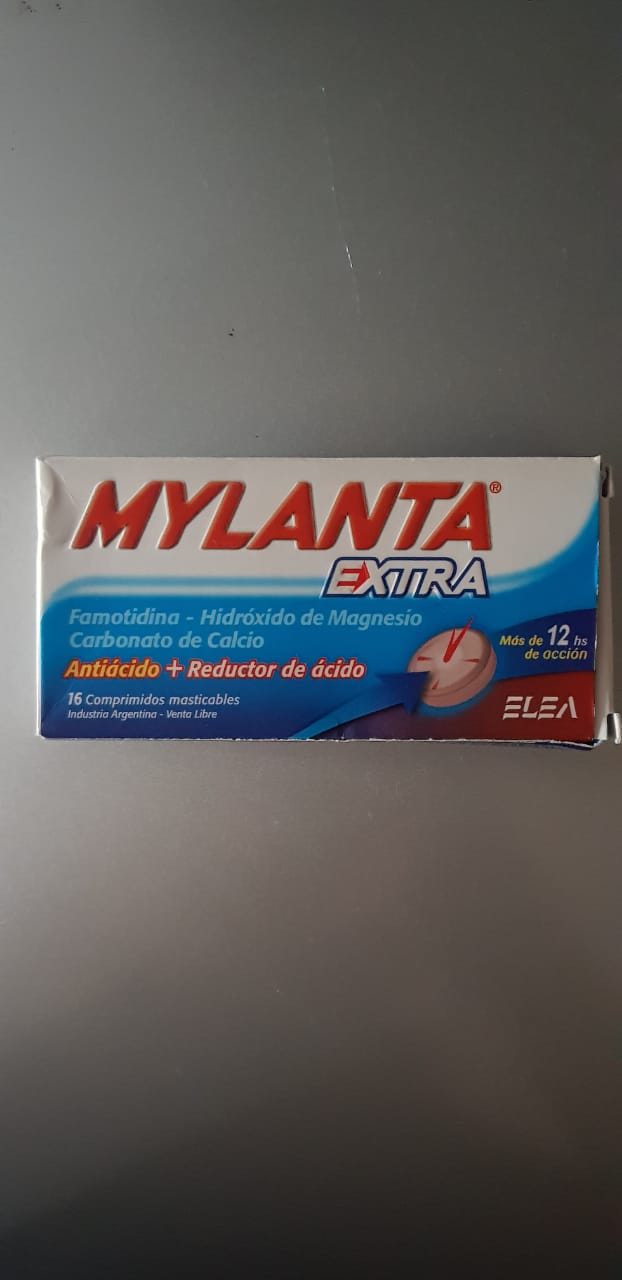 MYLANTA®
EXTRA
Famotidina - Hidróxido de Magnesio
Carbonato de Calcio
Antiácido + Reductor de ácido
Más de 12 hs
de acción
16 Comprimidos masticables
Industria Argentina - Venta Libre
ELEA